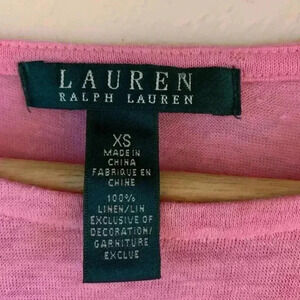 LAUREN
RALPH LAUREN
XS
MADE IN
CHINA
FABRIQUE EN
CHINE
100%
LINEN/LIN
EXCLUSIVE OF
DECORATION/
GARNITURE
EXCLUE